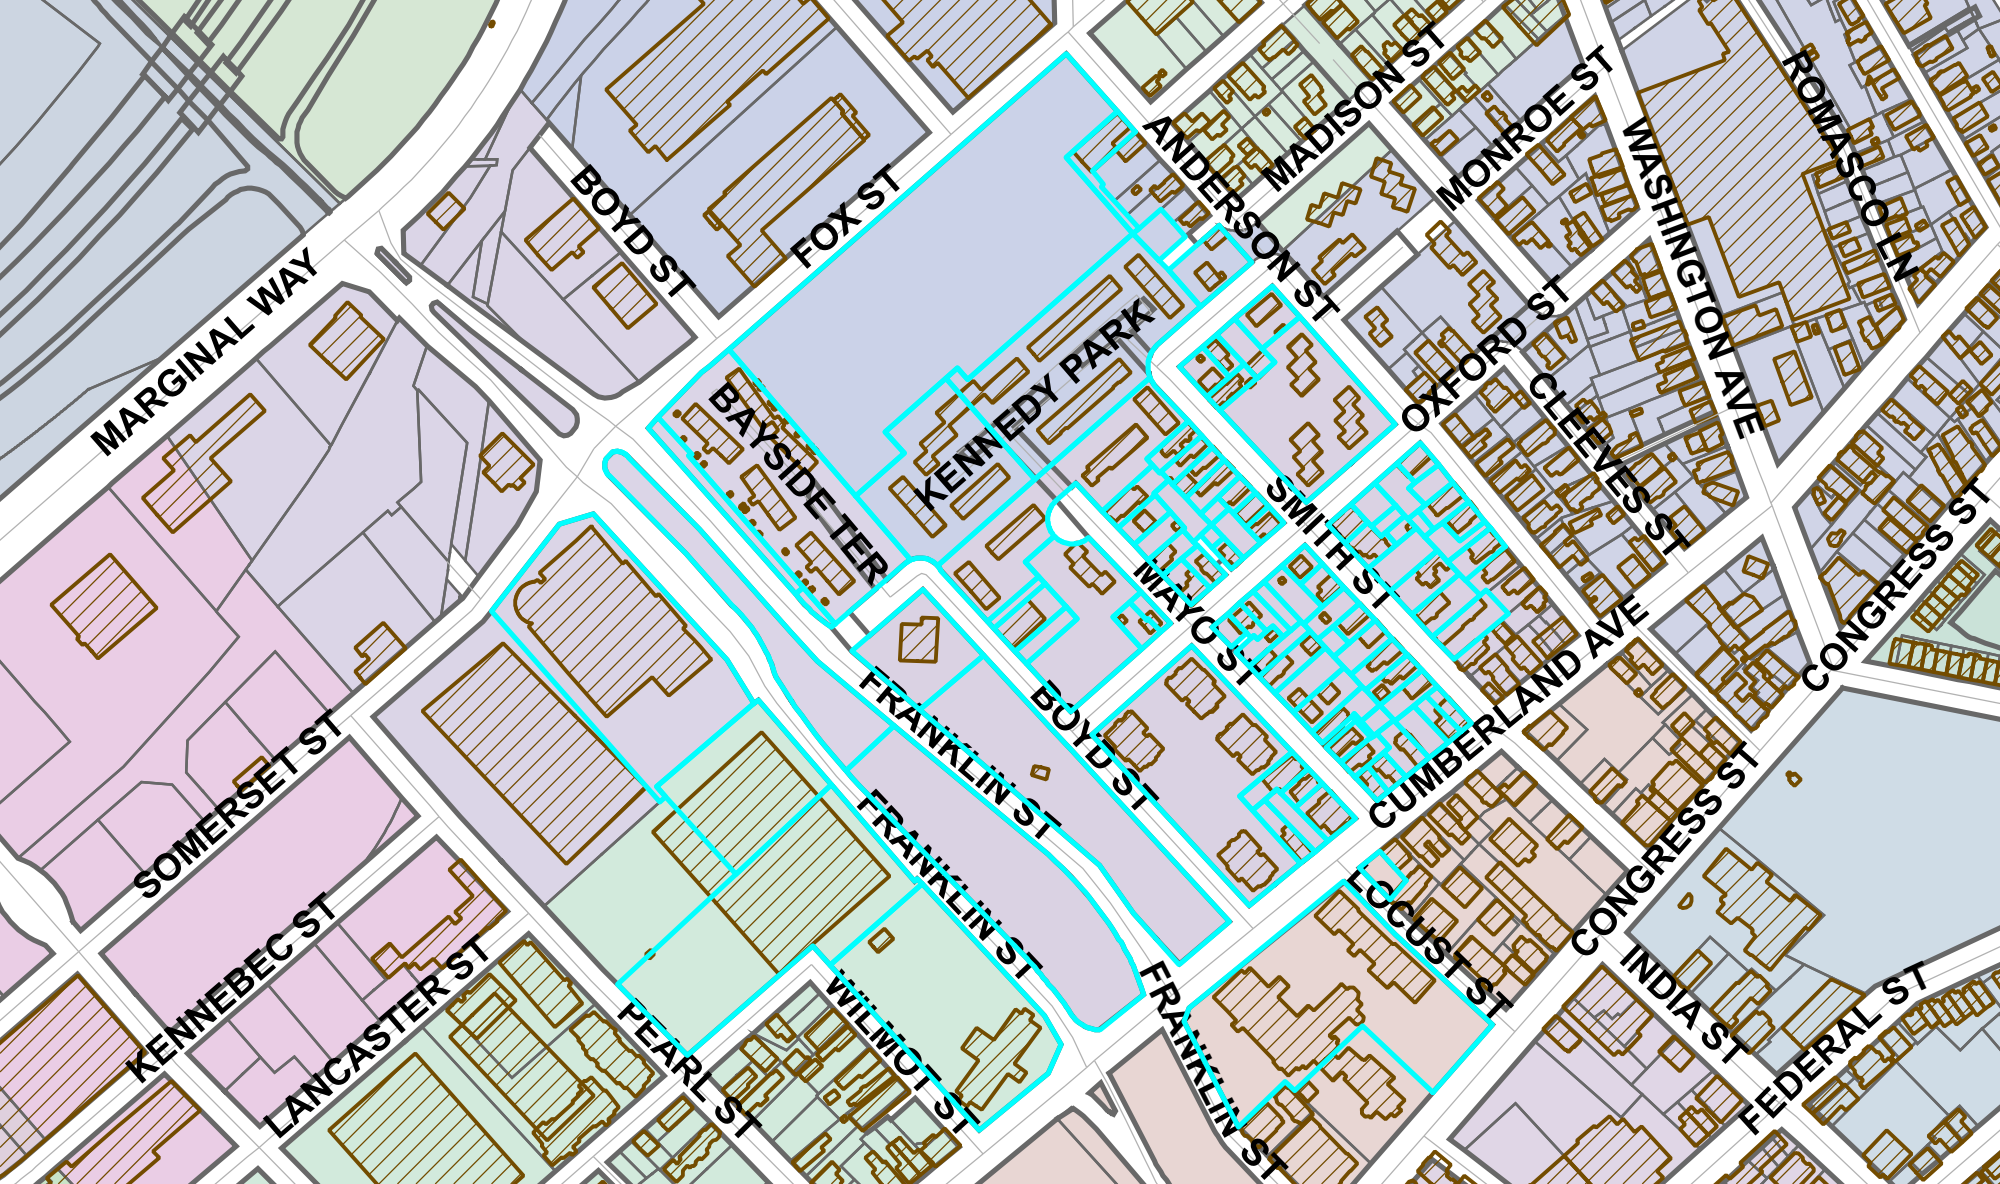 MADISON ST
MONROE ST
ROMASCO LN
ANDERSON ST
WASHINGTON AVE
BOYD ST
FOX ST
MARGINAL WAY
OXFORD ST
KENNEDY PARK
CLEEVES ST
BAYSIDE TER
SMITH ST
CONGRESS ST
MAYO ST
CUMBERLAND AVE
FRANKLIN ST
BOYD ST
SOMERSET ST
FRANKLIN ST
CONGRESS ST
LOCUST ST
KENNEBEC ST
LANCASTER ST
PEARL ST
WILMOT ST
FRANKLIN ST
INDIA ST
FEDERAL ST